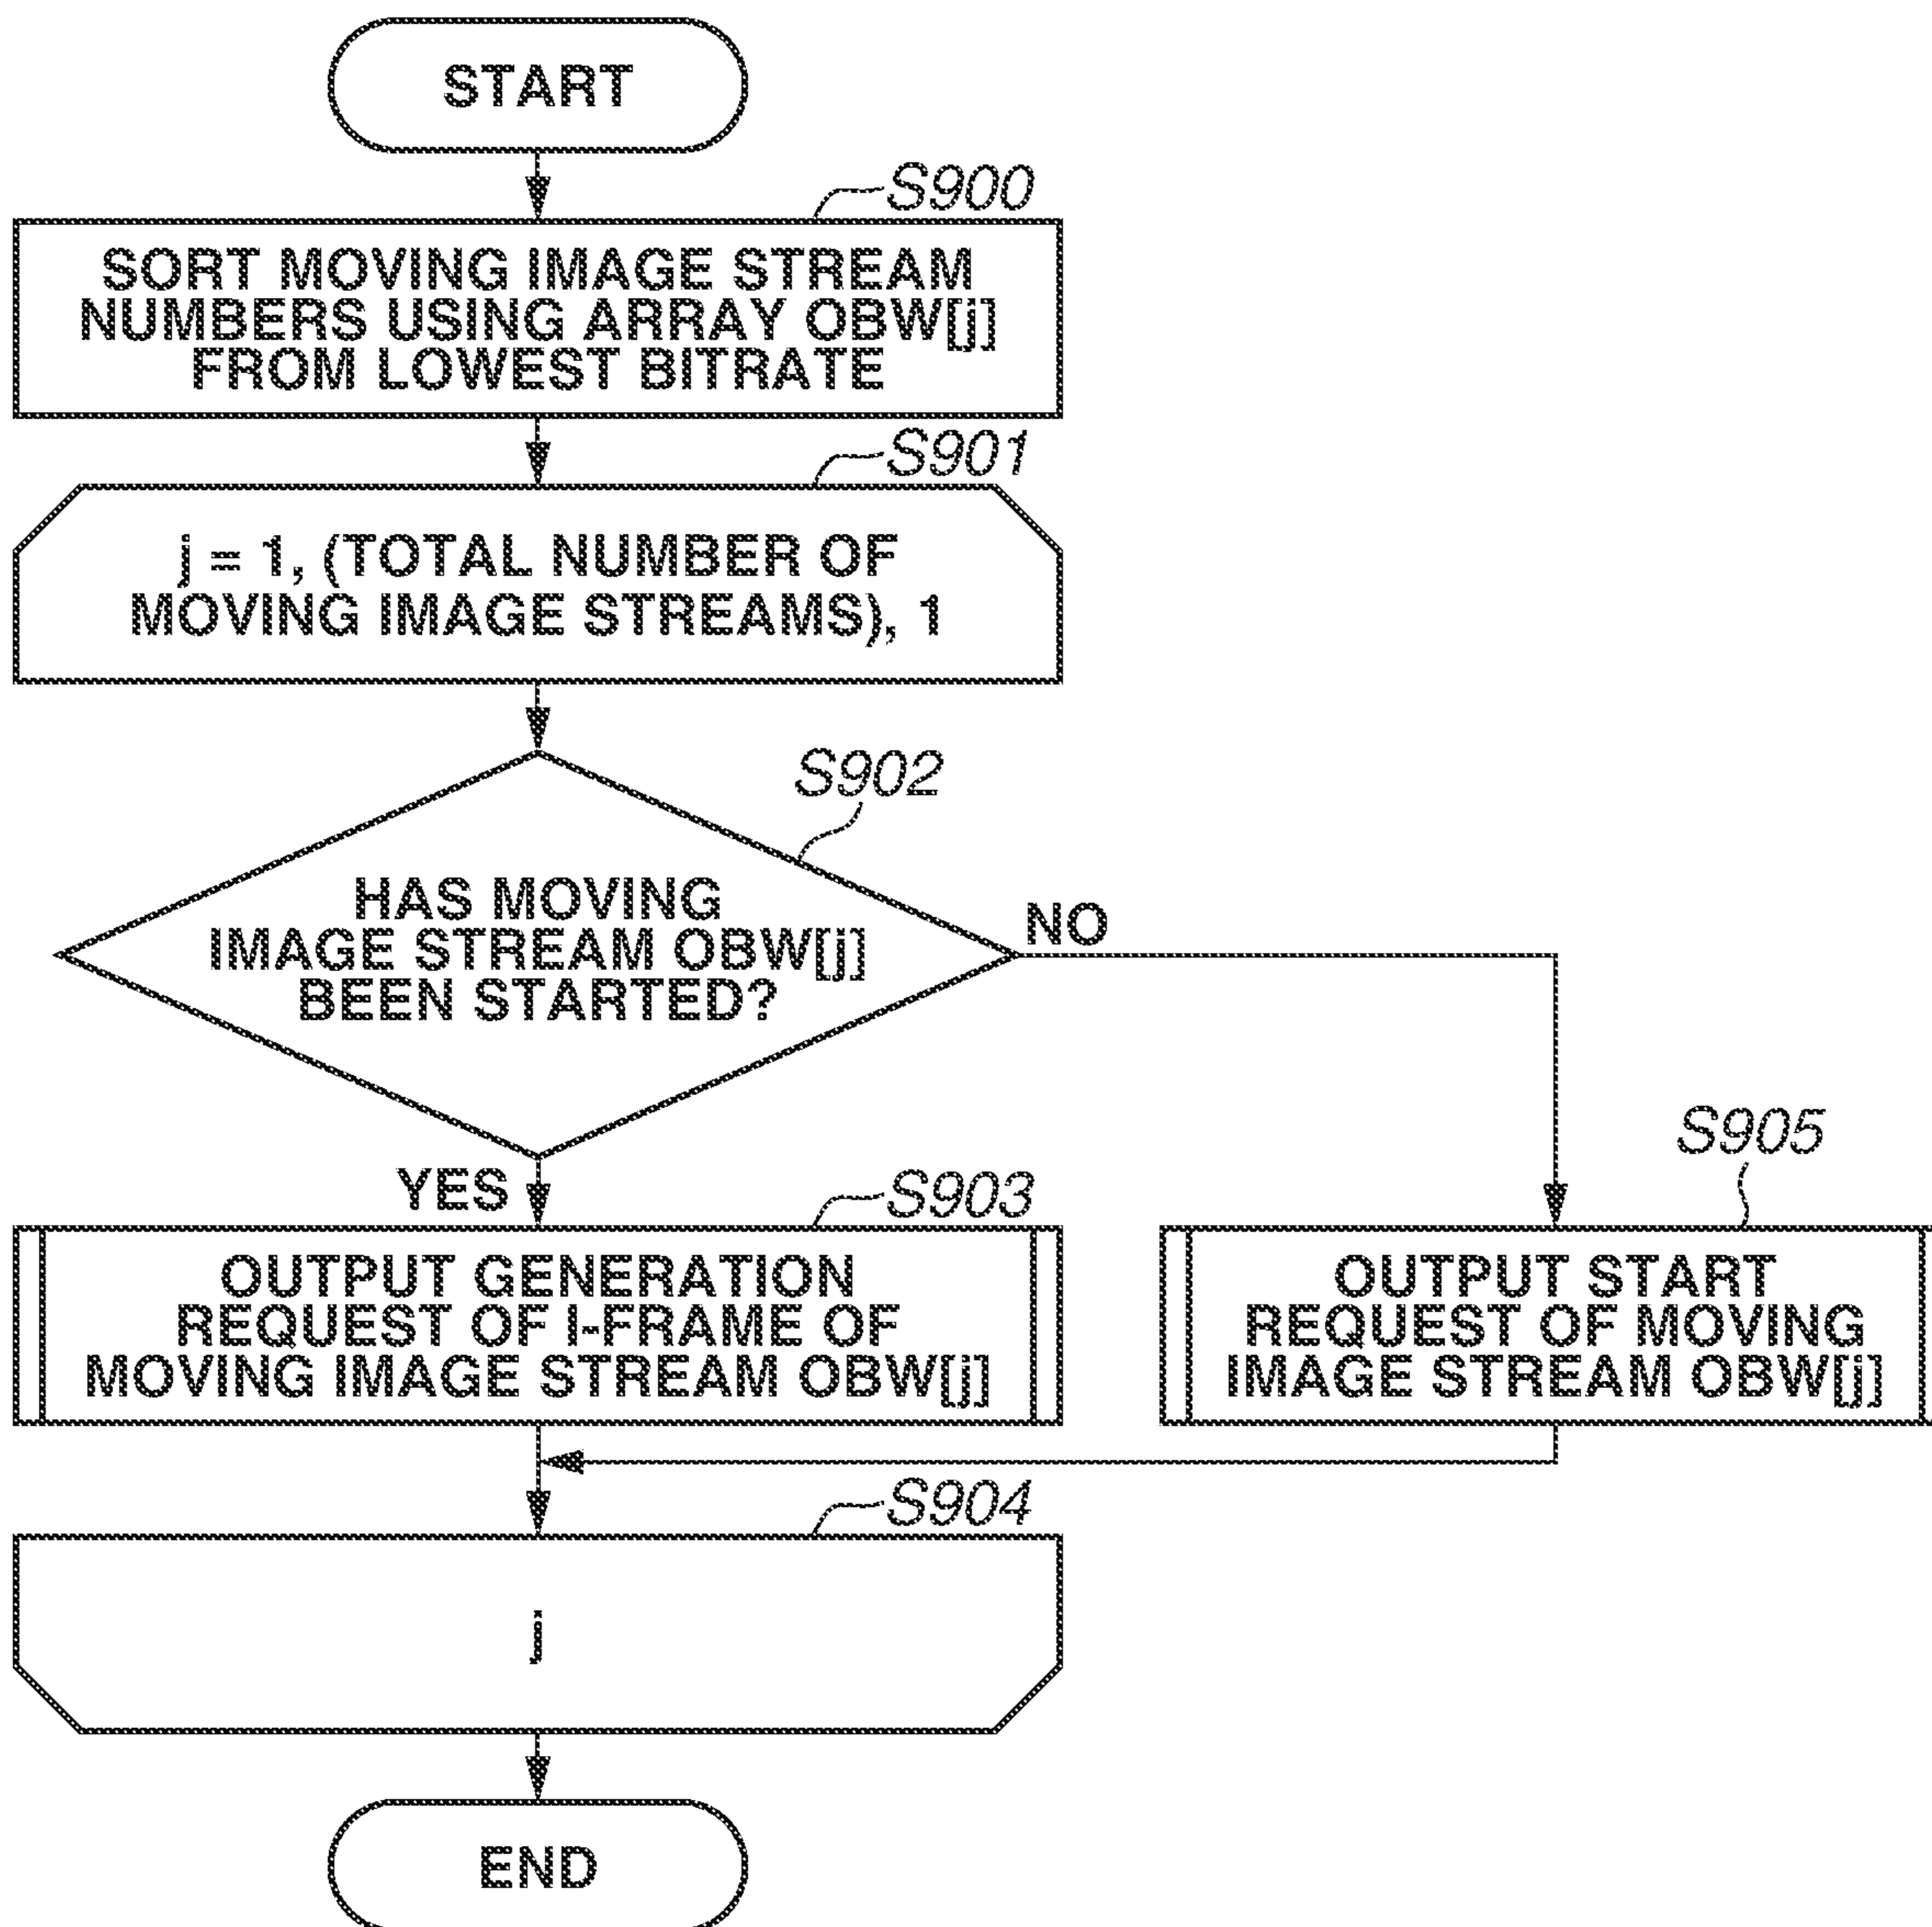 START
S900
SORT MOVING IMAGE STREAM
NUMBERS USING ARRAY OBW[j]
FROM LOWEST BITRATE
S901
j = 1, (TOTAL NUMBER OF
MOVING IMAGE STREAMS), 1
S902
HAS MOVING
IMAGE STREAM OBW[j]
BEEN STARTED?
NO
YES
S903
OUTPUT GENERATION
REQUEST OF I-FRAME OF
MOVING IMAGE STREAM OBW[j]
S905
OUTPUT START
REQUEST OF MOVING
IMAGE STREAM OBW[j]
S904
j
END